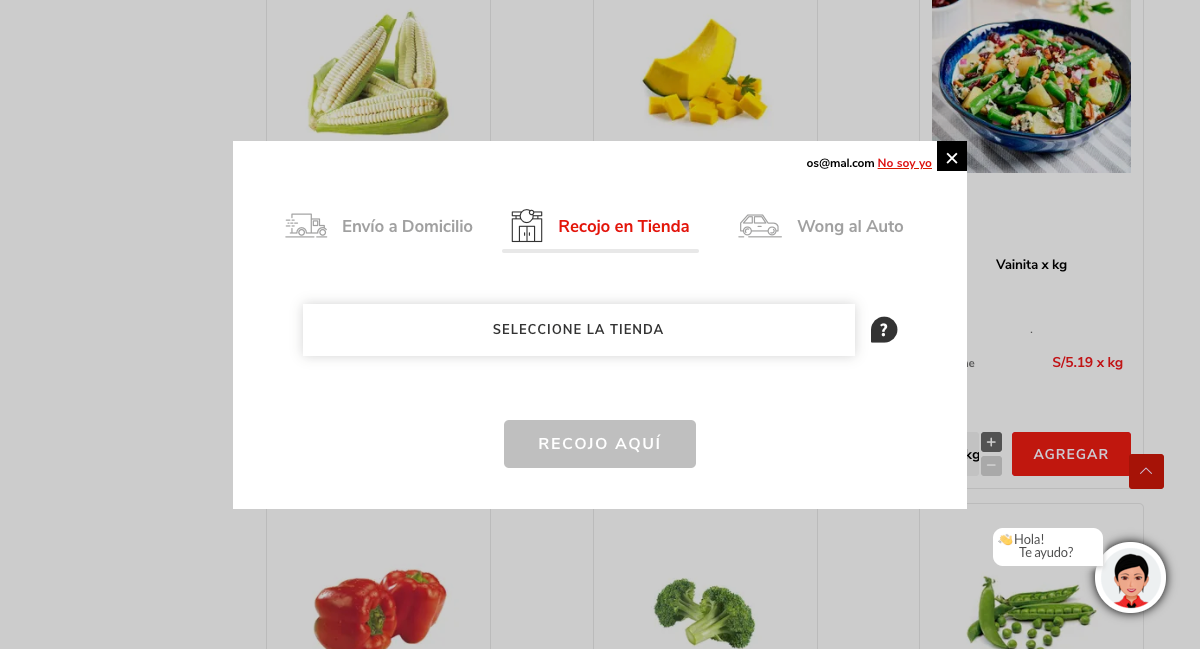 os@mal.com No soy yo
Envío a Domicilio
Recojo en Tienda
Wong al Auto
SELECCIONE LA TIENDA
?
RECOJO AQUÍ
Vainita x kg
S/5.19 x kg
kg
+
−
AGREGAR
👋Hola!
Te ayudo?